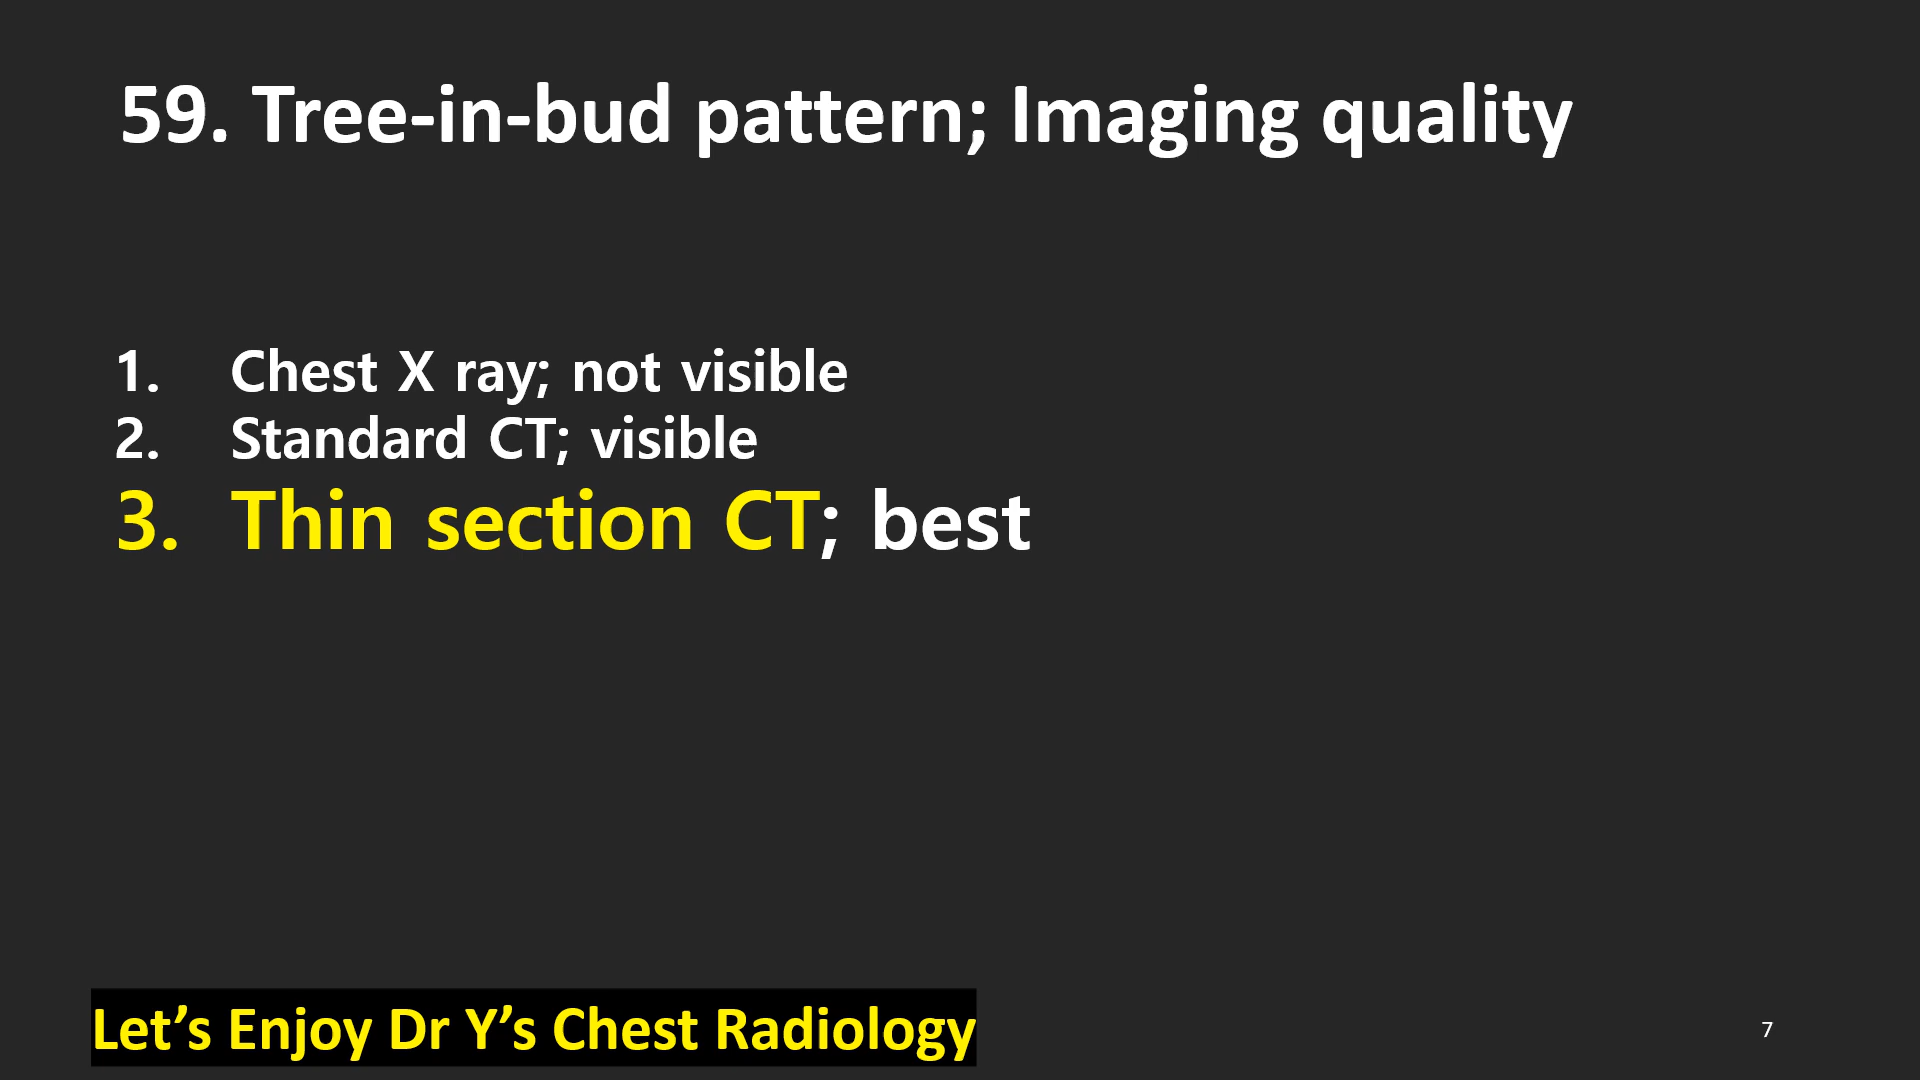 59. Tree-in-bud pattern; Imaging quality
1. Chest X ray; not visible
2. Standard CT; visible
3. Thin section CT; best
Let’s Enjoy Dr Y’s Chest Radiology
7